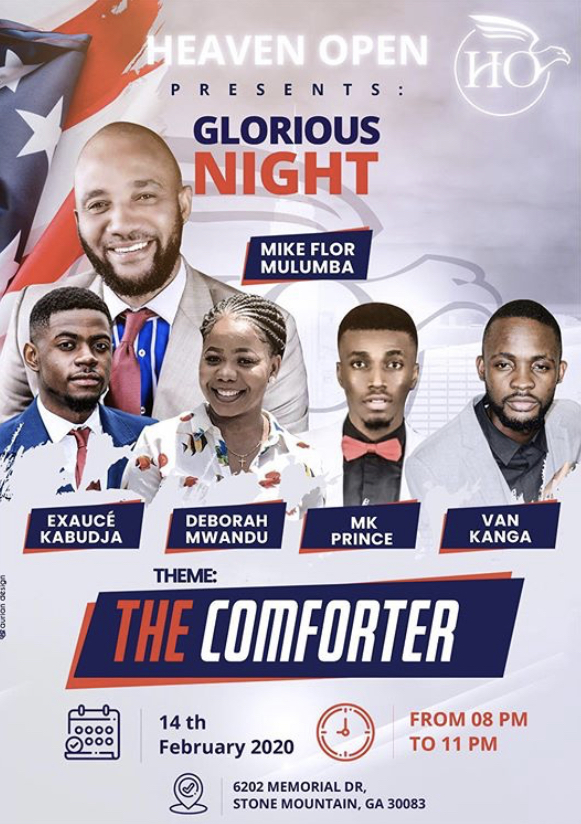 HEAVEN OPEN
HO
PRESENTS:
GLORIOUS
NIGHT
MIKE FLOR
MULUMBA
EXAUCÉ
KABUDJA
DEBORAH
MWANDU
MK
PRINCE
VAN
KANGA
THEME:
THE COMFORTER
14 th
February 2020
FROM 08 PM
TO 11 PM
6202 MEMORIAL DR,
STONE MOUNTAIN, GA 30083